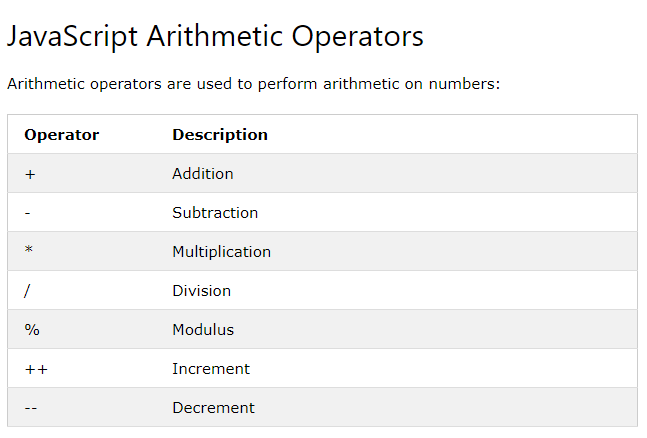 JavaScript Arithmetic Operators
Arithmetic operators are used to perform arithmetic on numbers:
Operator Description
+ Addition
- Subtraction
* Multiplication
/ Division
% Modulus
++ Increment
-- Decrement